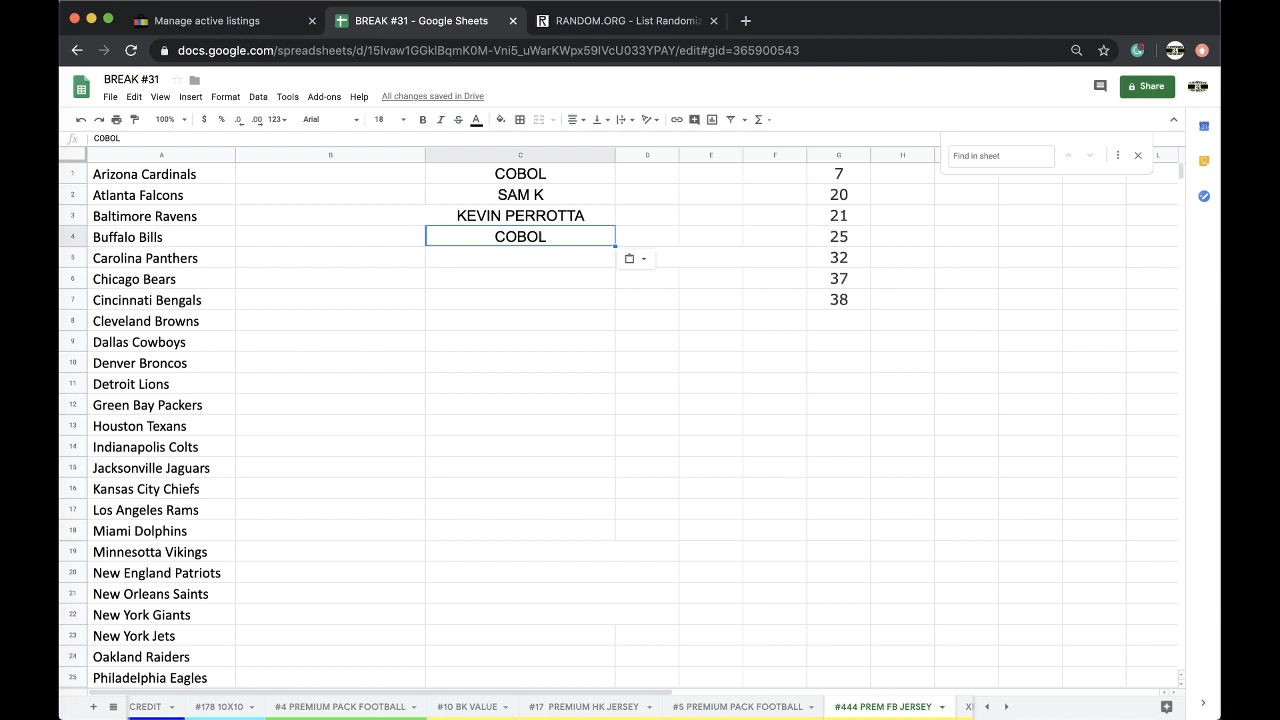 Manage active listings
BREAK #31 - Google Sheets
RANDOM.ORG - List Randomi
docs.google.com/spreadsheets/d/15Ivaw1GGklBqmK0M-Vni5_uWarKWpx59IVcU033YPAY/edit#gid=365900543
BREAK #31
File Edit View Insert Format Data Tools Add-ons Help All changes saved in Drive
Share
100% $ % .0 .00 123 Arial 18
fx COBOL
Find in sheet
A B C D E F G H L
1 Arizona Cardinals COBOL 7
2 Atlanta Falcons SAM K 20
3 Baltimore Ravens KEVIN PERROTTA 21
4 Buffalo Bills COBOL 25
5 Carolina Panthers 32
6 Chicago Bears 37
7 Cincinnati Bengals 38
8 Cleveland Browns
9 Dallas Cowboys
10 Denver Broncos
11 Detroit Lions
12 Green Bay Packers
13 Houston Texans
14 Indianapolis Colts
15 Jacksonville Jaguars
16 Kansas City Chiefs
17 Los Angeles Rams
18 Miami Dolphins
19 Minnesotta Vikings
20 New England Patriots
21 New Orleans Saints
22 New York Giants
23 New York Jets
24 Oakland Raiders
25 Philadelphia Eagles
CREDIT #178 10X10 #4 PREMIUM PACK FOOTBALL #10 BK VALUE #17 PREMIUM HK JERSEY #5 PREMIUM PACK FOOTBALL #444 PREM FB JERSEY